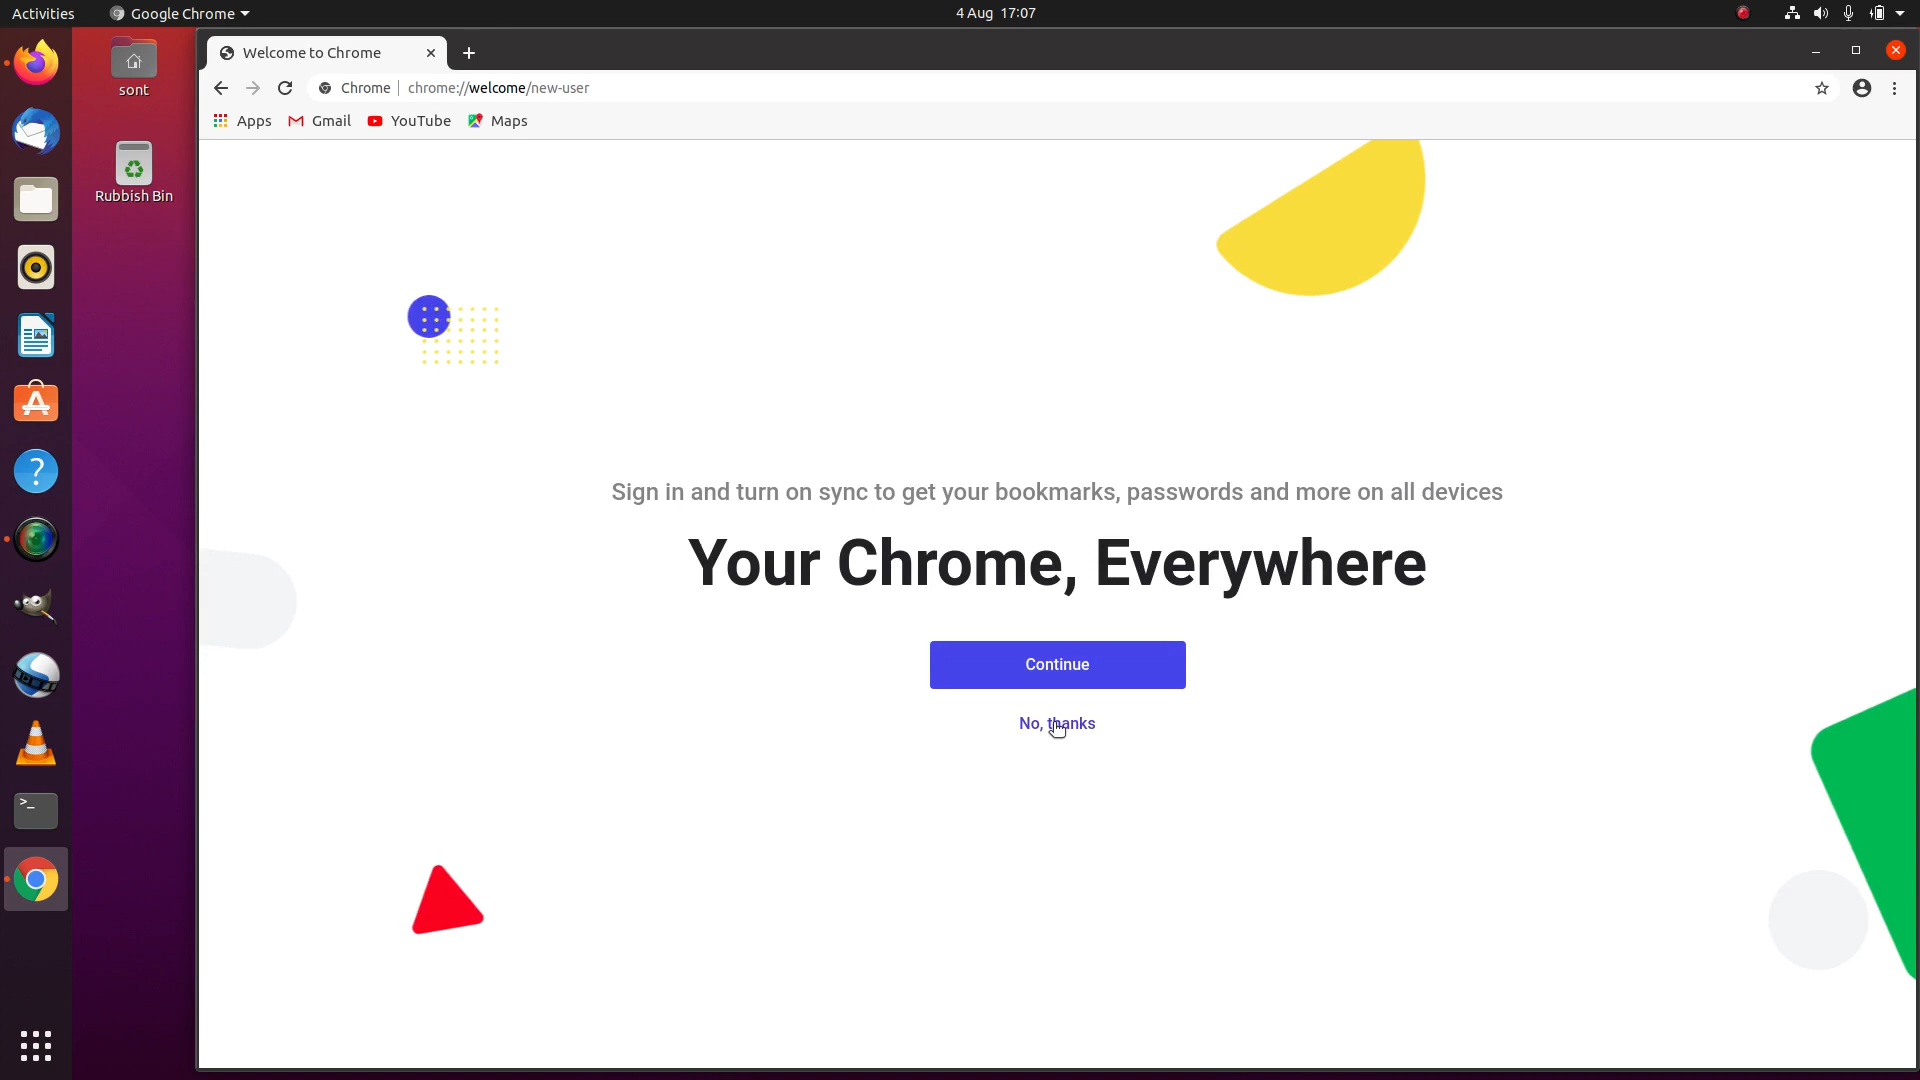 Activities
Google Chrome
4 Aug 17:07
sont
Rubbish Bin
Welcome to Chrome
Chrome
chrome://welcome/new-user
Apps
Gmail
YouTube
Maps
Sign in and turn on sync to get your bookmarks, passwords and more on all devices
Your Chrome, Everywhere
Continue
No, thanks